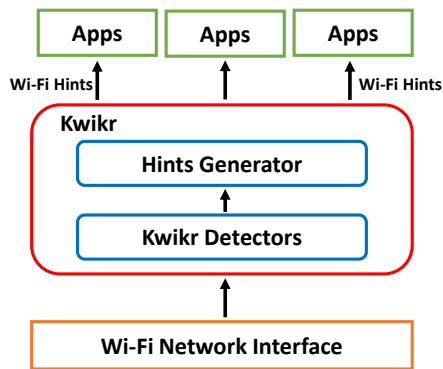 Apps Apps Apps
Wi-Fi Hints Wi-Fi Hints
Kwikr
Hints Generator
Kwikr Detectors
Wi-Fi Network Interface